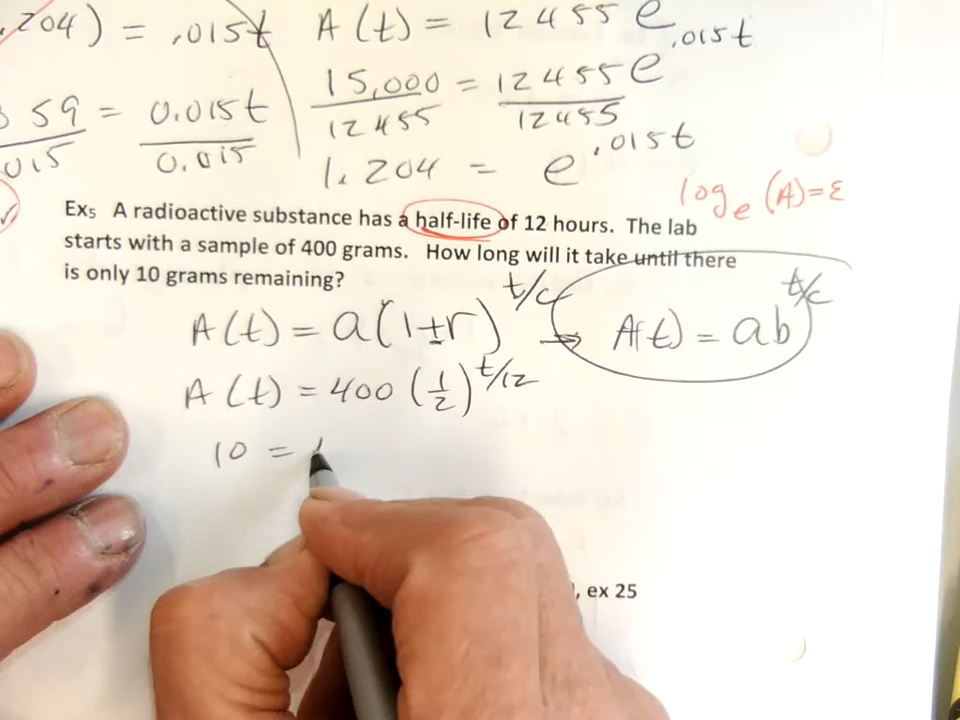 .204) = .015t
A(t) = 12455 e^.015t
59 = 0.015t
015 0.015
15,000 = 12455 e^.015t
12455 12455
1.204 = e^.015t
log_e (A)=E
Ex5 A radioactive substance has a half-life of 12 hours. The lab
starts with a sample of 400 grams. How long will it take until there
is only 10 grams remaining?
A(t) = a(1±r)^t/c → A(t) = ab^t/c
A(t) = 400 (1/2)^t/12
10 =
, ex 25